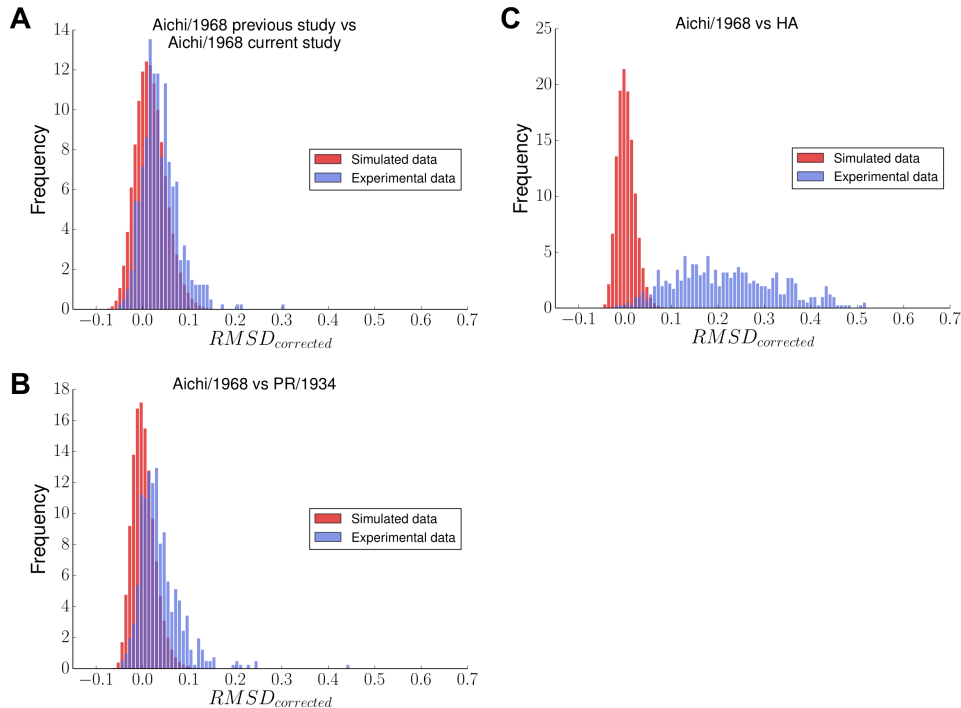 A
Aichi/1968 previous study vs
Aichi/1968 current study
14
12
10
8
6
4
2
0
Frequency
Simulated data
Experimental data
−0.1 0.0 0.1 0.2 0.3 0.4 0.5 0.6 0.7
RMSD_corrected
B
Aichi/1968 vs PR/1934
18
16
14
12
10
8
6
4
2
0
Frequency
Simulated data
Experimental data
−0.1 0.0 0.1 0.2 0.3 0.4 0.5 0.6 0.7
RMSD_corrected
C
Aichi/1968 vs HA
25
20
15
10
5
0
Frequency
Simulated data
Experimental data
−0.1 0.0 0.1 0.2 0.3 0.4 0.5 0.6 0.7
RMSD_corrected